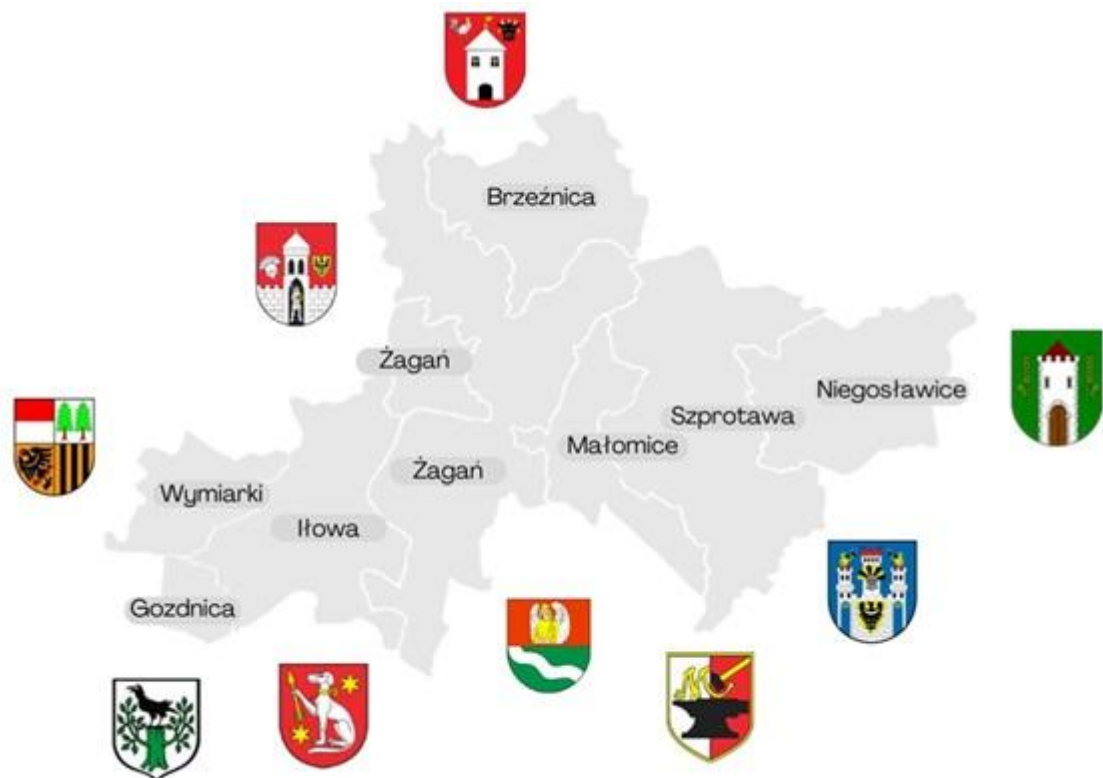 Brzeźnica
Żagań
Niegosławice
Szprotawa
Małomice
Żagań
Wymiarki
Iłowa
Gozdnica